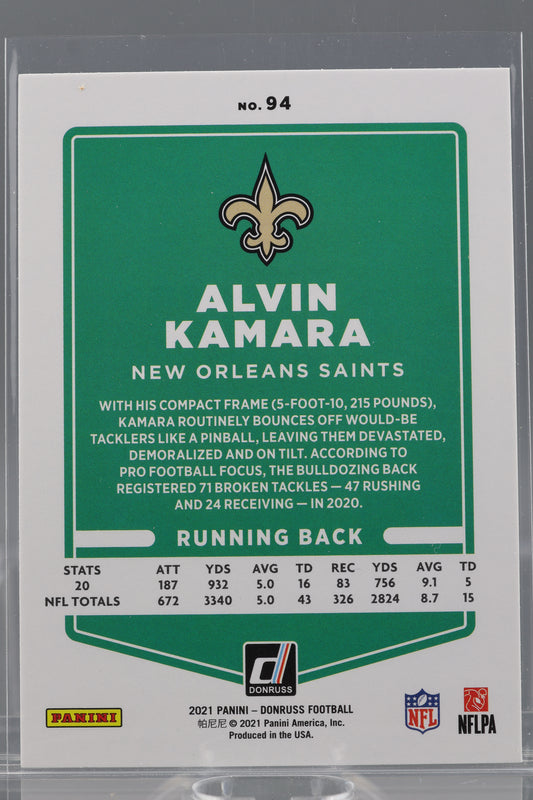 NO. 94
ALVIN
KAMARA
NEW ORLEANS SAINTS
WITH HIS COMPACT FRAME (5-FOOT-10, 215 POUNDS),
KAMARA ROUTINELY BOUNCES OFF WOULD-BE
TACKLERS LIKE A PINBALL, LEAVING THEM DEVASTATED,
DEMORALIZED AND ON TILT. ACCORDING TO
PRO FOOTBALL FOCUS, THE BULLDOZING BACK
REGISTERED 71 BROKEN TACKLES — 47 RUSHING
AND 24 RECEIVING — IN 2020.
RUNNING BACK
STATS ATT YDS AVG TD REC YDS AVG TD
20 187 932 5.0 16 83 756 9.1 5
NFL TOTALS 672 3340 5.0 43 326 2824 8.7 15
d
DONRUSS
2021 PANINI – DONRUSS FOOTBALL
帕尼尼 © 2021 Panini America, Inc.
Produced in the USA.
PANINI
NFL
NFLPA